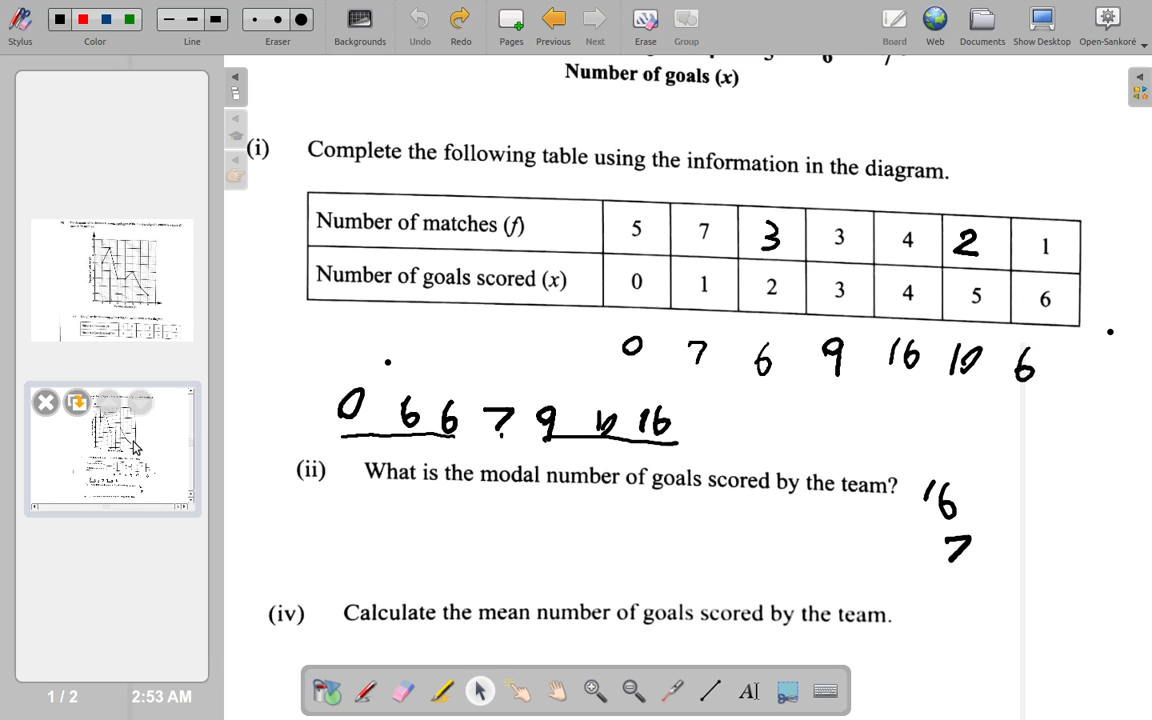 Stylus
Color
Line
Eraser
Backgrounds
Undo
Redo
Pages
Previous
Next
Erase
Group
Board
Web
Documents
Show Desktop
Open-Sankoré
Number of goals (x)
(i) Complete the following table using the information in the diagram.
Number of matches (f) 5 7 3 3 4 2 1
Number of goals scored (x) 0 1 2 3 4 5 6
0 7 6 9 16 10 6
0 6 6 7 9 10 16
(ii) What is the modal number of goals scored by the team? 16
7
(iv) Calculate the mean number of goals scored by the team.
1 / 2 2:53 AM